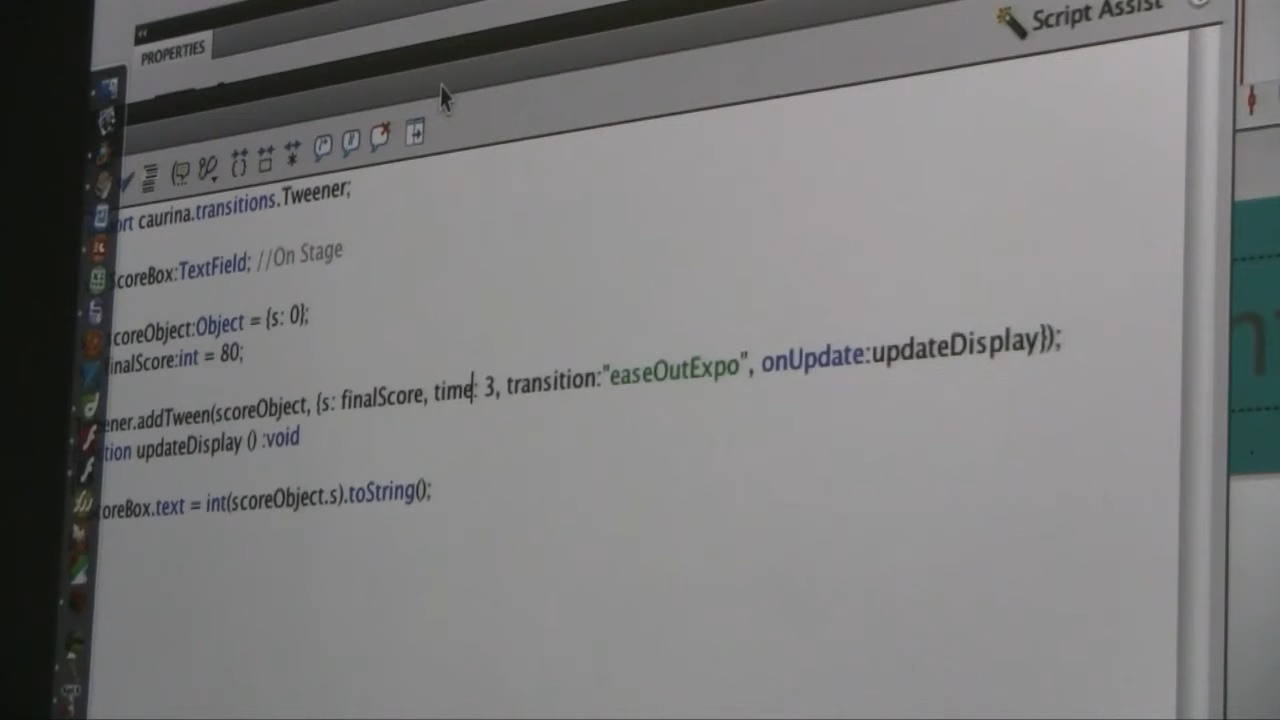 PROPERTIES
Script Assist
ort caurina.transitions.Tweener;
scoreBox:TextField; //On Stage
coreObject:Object = {s: 0};
inalScore:int = 80;
ener.addTween(scoreObject, {s: finalScore, time: 3, transition:"easeOutExpo", onUpdate:updateDisplay});
tion updateDisplay () :void
oreBox.text = int(scoreObject.s).toString();